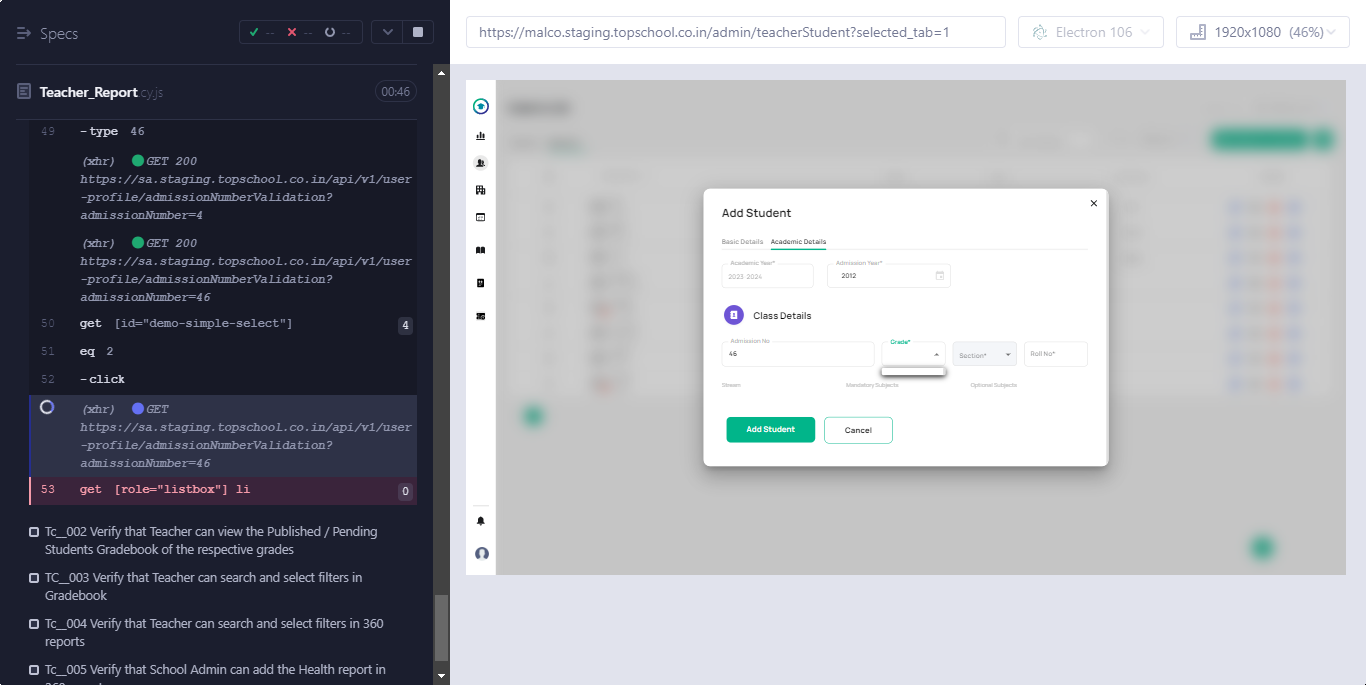 Specs
--
--
--
https://malco.staging.topschool.co.in/admin/teacherStudent?selected_tab=1
Electron 106
1920x1080 (46%)
Teacher_Report.cy.js
00:46
49 -type 46
(xhr) GET 200
https://sa.staging.topschool.co.in/api/v1/user
-profile/admissionNumberValidation?
admissionNumber=4
(xhr) GET 200
https://sa.staging.topschool.co.in/api/v1/user
-profile/admissionNumberValidation?
admissionNumber=46
50 get [id="demo-simple-select"] 4
51 eq 2
52 -click
(xhr) GET
https://sa.staging.topschool.co.in/api/v1/user
-profile/admissionNumberValidation?
admissionNumber=46
53 get [role="listbox"] li 0
Tc__002 Verify that Teacher can view the Published / Pending
Students Gradebook of the respective grades
TC__003 Verify that Teacher can search and select filters in
Gradebook
Tc__004 Verify that Teacher can search and select filters in 360
reports
Tc__005 Verify that School Admin can add the Health report in
Add Student
Basic Details Academic Details
Academic Year*
2023-2024
Admission Year*
2012
Class Details
Admission No
46
Grade*
Section*
Roll No*
Stream
Mandatory Subjects
Optional Subjects
Add Student
Cancel